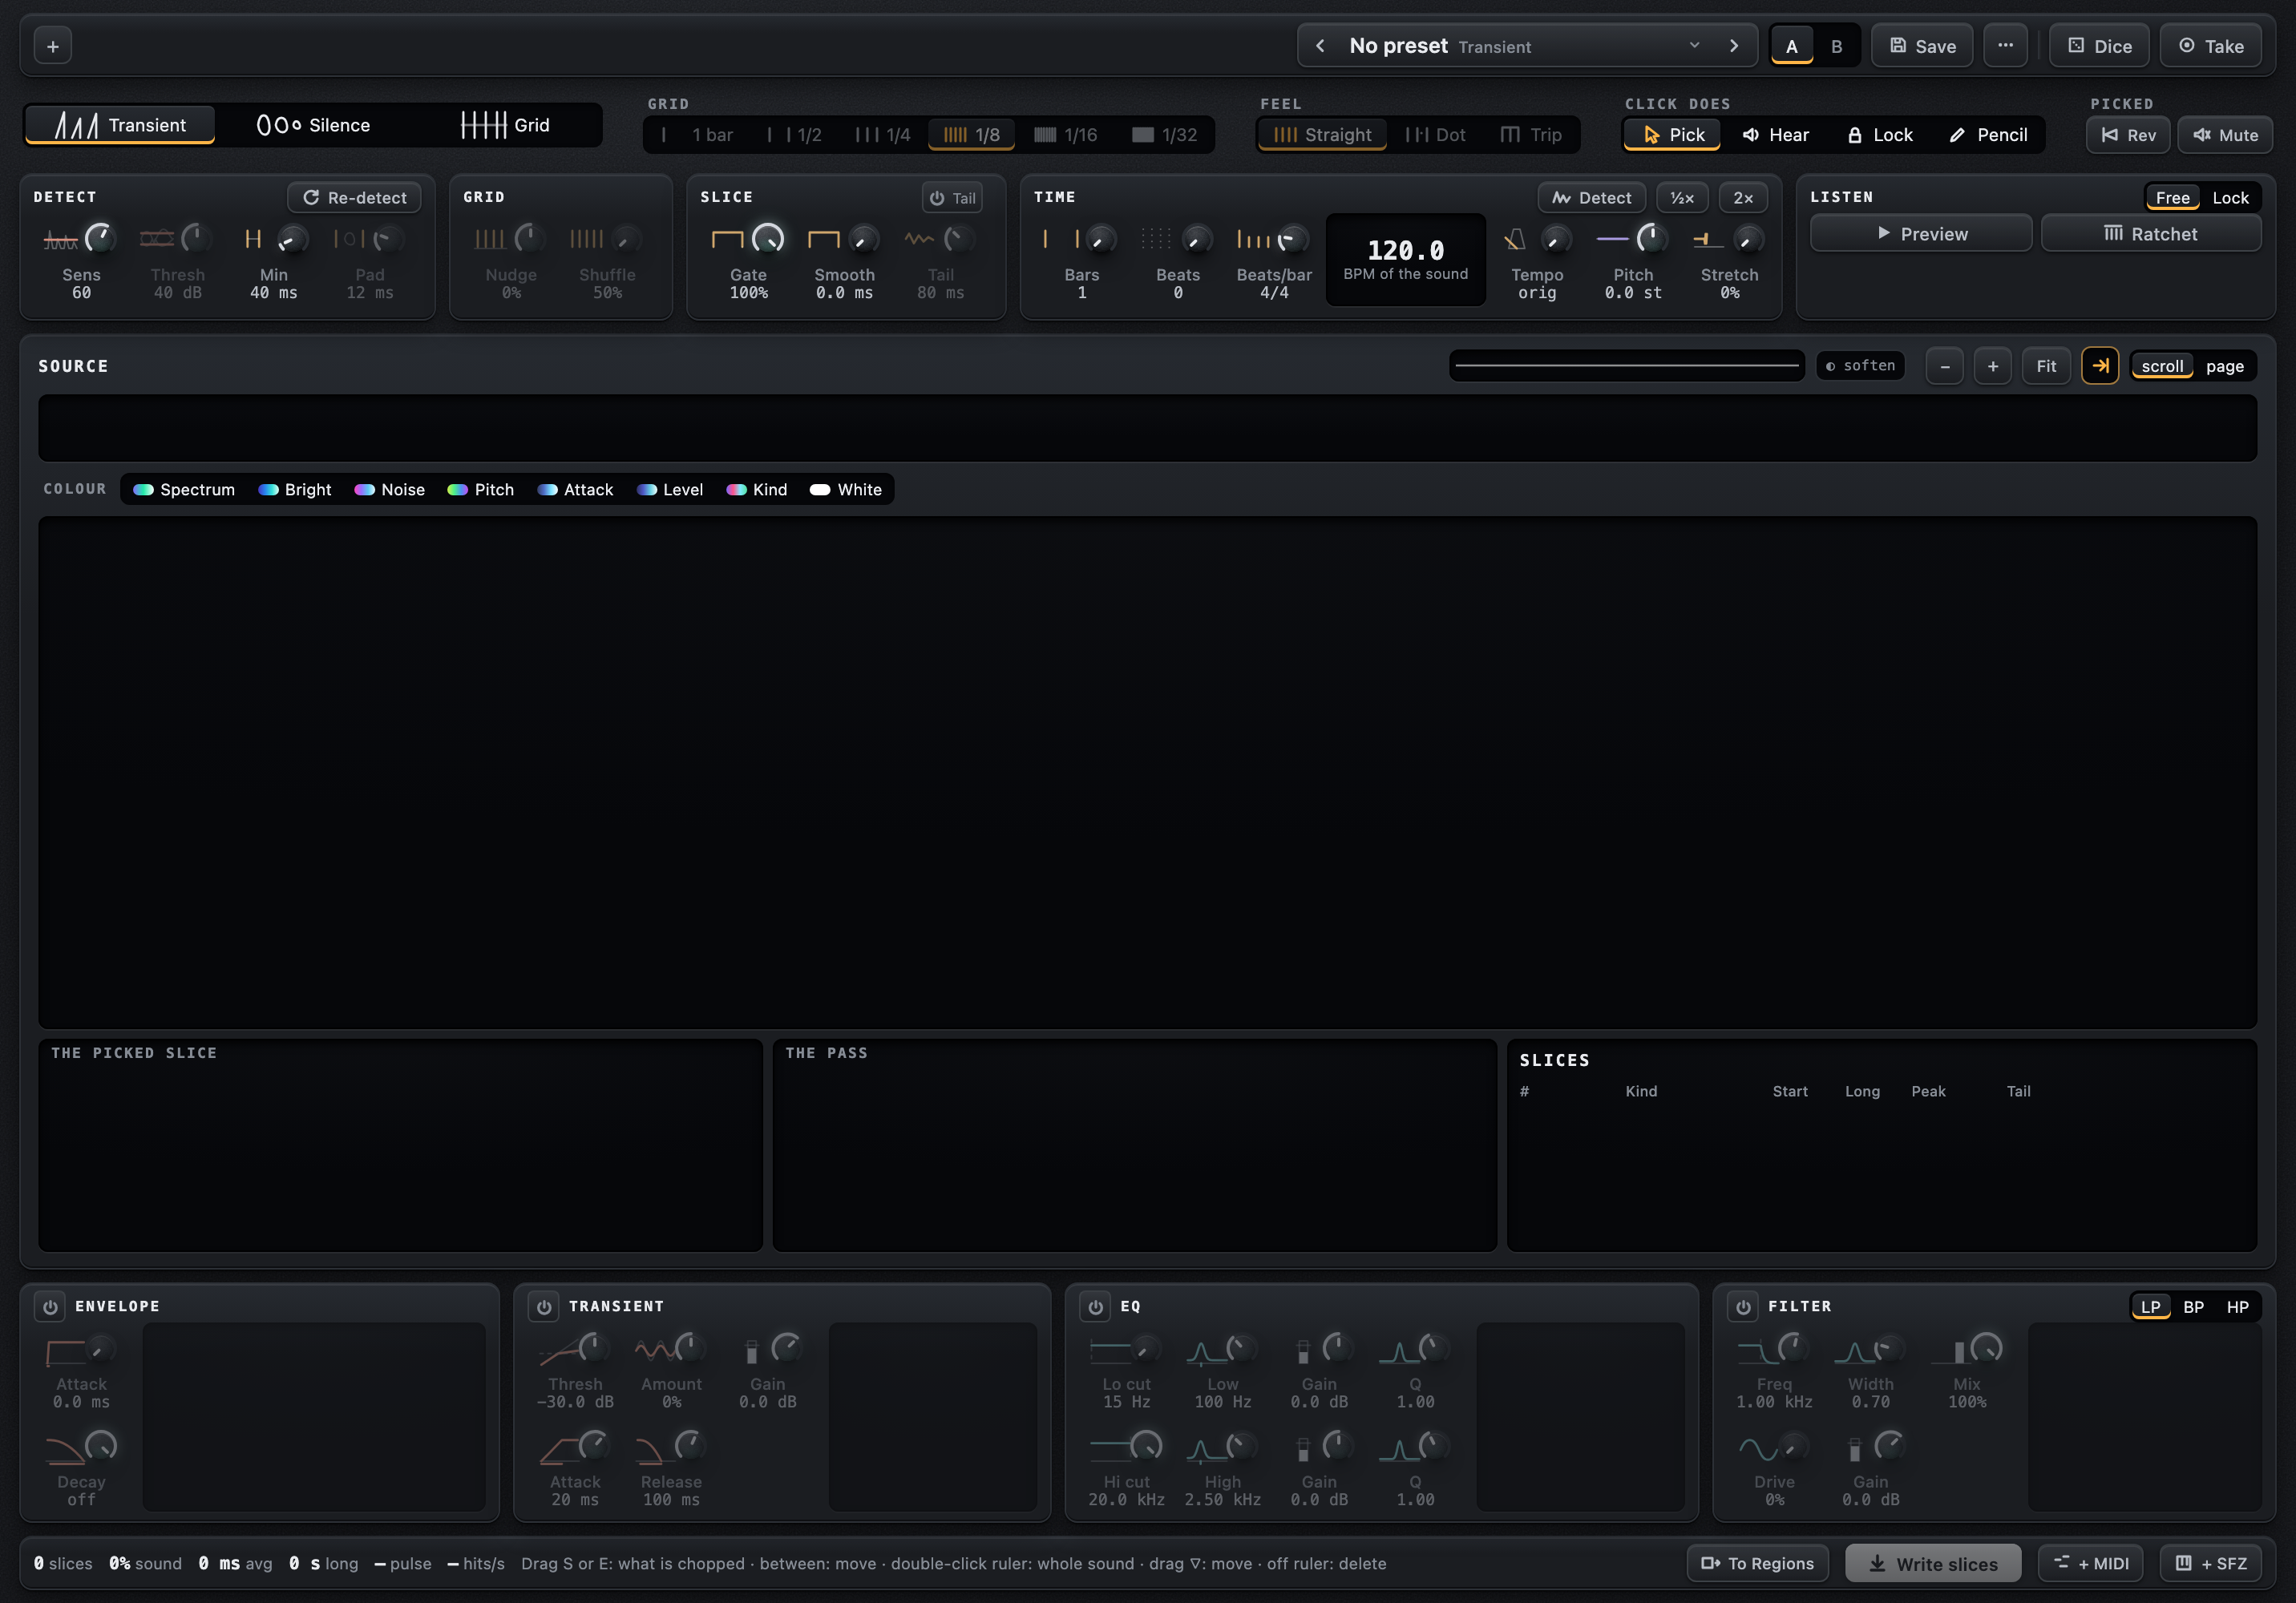 +
No preset Transient
A B
Save
...
Dice
Take
Transient Silence Grid
GRID
1 bar 1/2 1/4 1/8 1/16 1/32
FEEL
Straight Dot Trip
CLICK DOES
Pick Hear Lock Pencil
PICKED
Rev Mute
DETECT
Re-detect
Sens Thresh Min Pad
60 40 dB 40 ms 12 ms
GRID
Nudge Shuffle
0% 50%
SLICE
Tail
Gate Smooth Tail
100% 0.0 ms 80 ms
TIME
Detect ½× 2×
Bars Beats Beats/bar
1 0 4/4
120.0
BPM of the sound
Tempo Pitch Stretch
orig 0.0 st 0%
LISTEN
Free Lock
Preview Ratchet
SOURCE
soften
– + Fit
scroll page
COLOUR
Spectrum Bright Noise Pitch Attack Level Kind White
THE PICKED SLICE
THE PASS
SLICES
# Kind Start Long Peak Tail
ENVELOPE
Attack
0.0 ms
Decay
off
TRANSIENT
Thresh Amount Gain
−30.0 dB 0% 0.0 dB
Attack Release
20 ms 100 ms
EQ
Lo cut Low Gain Q
15 Hz 100 Hz 0.0 dB 1.00
Hi cut High Gain Q
20.0 kHz 2.50 kHz 0.0 dB 1.00
FILTER
LP BP HP
Freq Width Mix
1.00 kHz 0.70 100%
Drive Gain
0% 0.0 dB
0 slices 0% sound 0 ms avg 0 s long – pulse – hits/s Drag S or E: what is chopped · between: move · double-click ruler: whole sound · drag ▽: move · off ruler: delete
To Regions
Write slices
+ MIDI
+ SFZ